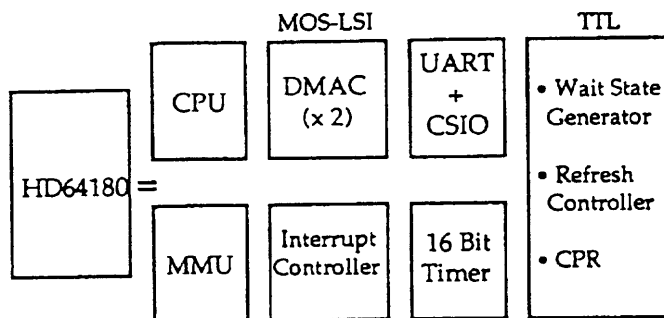 MOS-LSI
TTL
HD64180 =
CPU
DMAC
(x 2)
UART
+
CSIO
MMU
Interrupt
Controller
16 Bit
Timer
• Wait State
Generator
• Refresh
Controller
• CPR